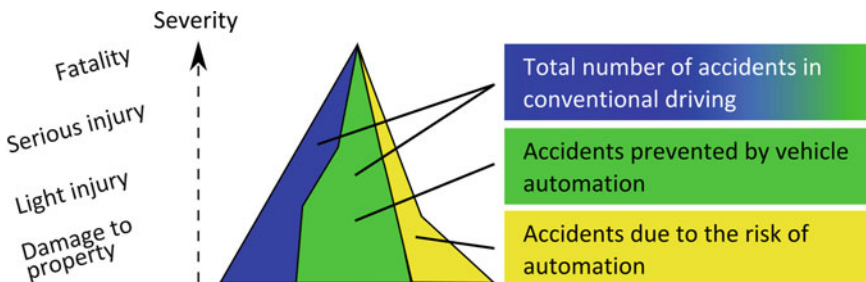 Severity
Fatality
Serious injury
Light injury
Damage to
property
Total number of accidents in
conventional driving
Accidents prevented by vehicle
automation
Accidents due to the risk of
automation